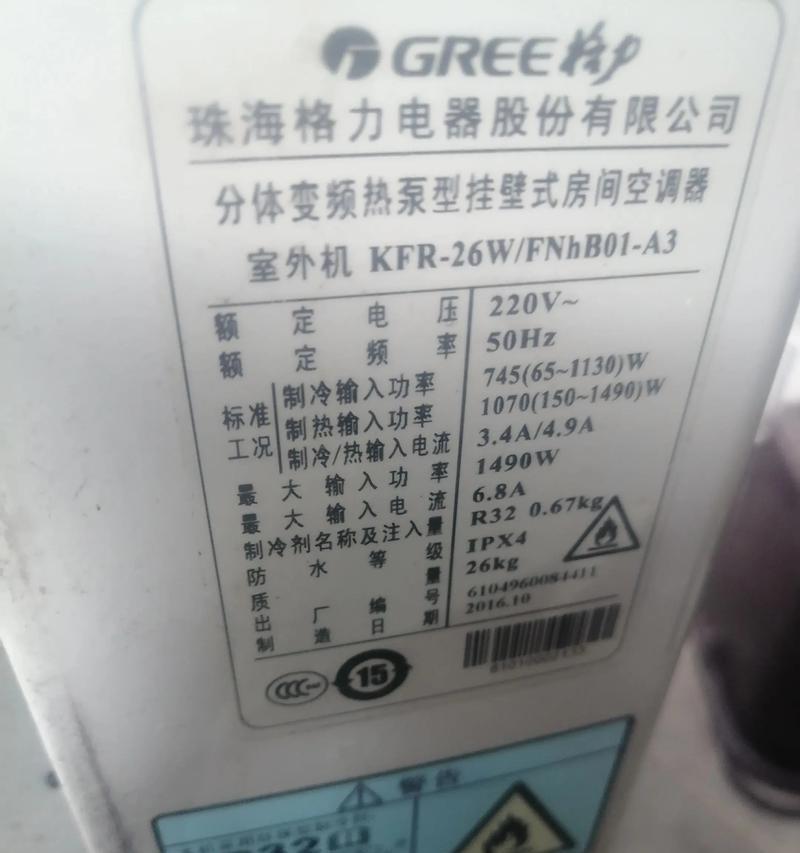 GREE格力
珠海格力电器股份有限公司
分体变频热泵型挂壁式房间空调器
室外机 KFR-26W/FNhB01-A3
额定电压 220V~
额定频率 50Hz
标准工况 制冷输入功率 745(65~1130)W
制热输入功率 1070(150~1490)W
制冷/热输入电流 3.4A/4.9A
最大输入功率 1490W
最大输入电流 6.8A
制冷剂名称及注入量 R32 0.67kg
防水等级 IPX4
质量 26kg
出厂编号 6104960084411
制造日期 2016.10
CCC
15
警告